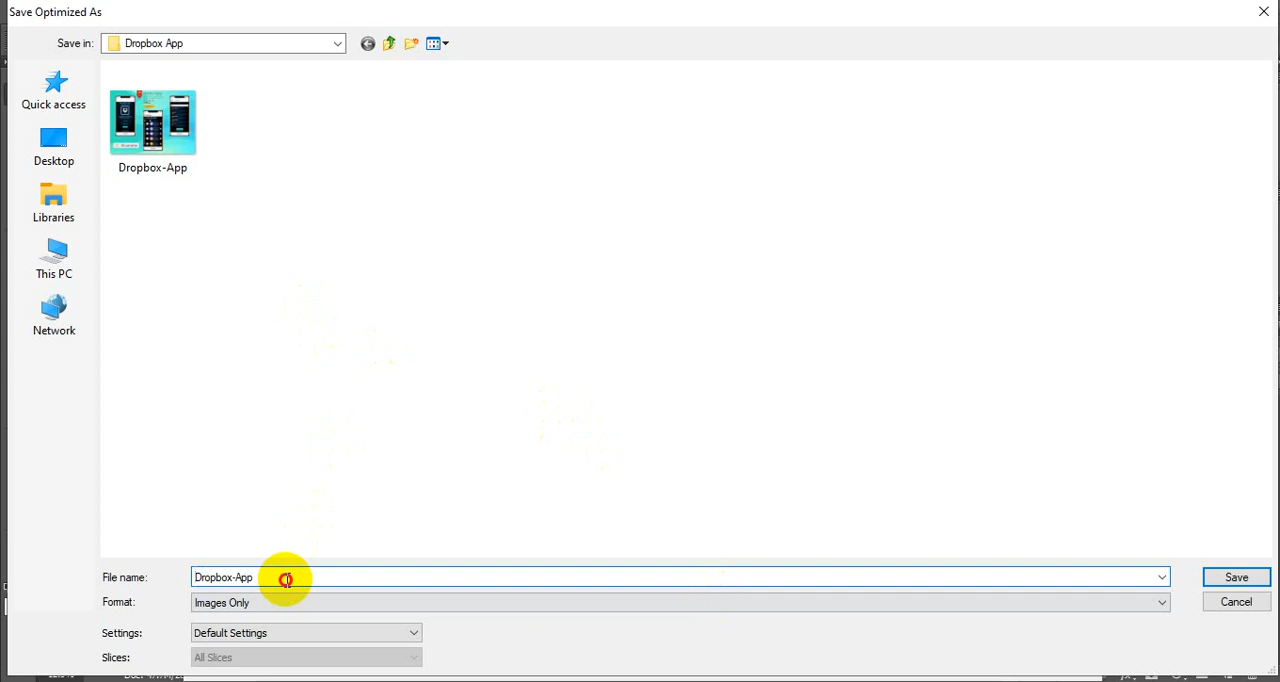 Save Optimized As
Save in:
Dropbox App
Quick access
Desktop
Libraries
This PC
Network
Dropbox-App
File name:
Dropbox-App
Save
Format:
Images Only
Cancel
Settings:
Default Settings
Slices:
All Slices